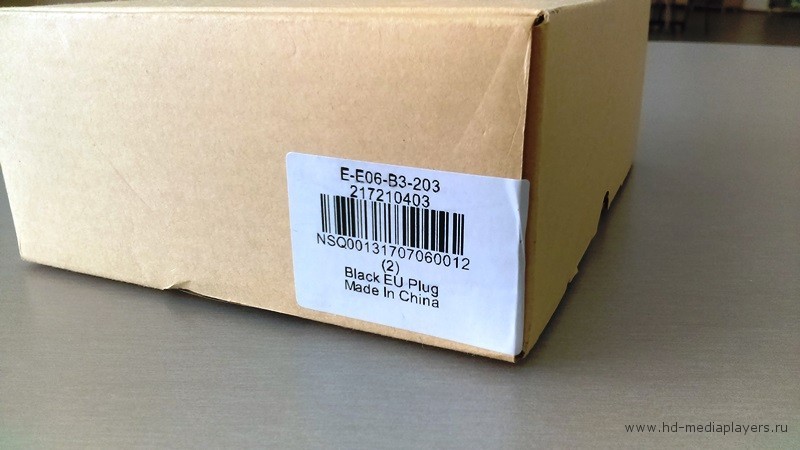 E-E06-B3-203
217210403
NSQ00131707060012
(2)
Black EU Plug
Made In China
www.hd-mediaplayers.ru